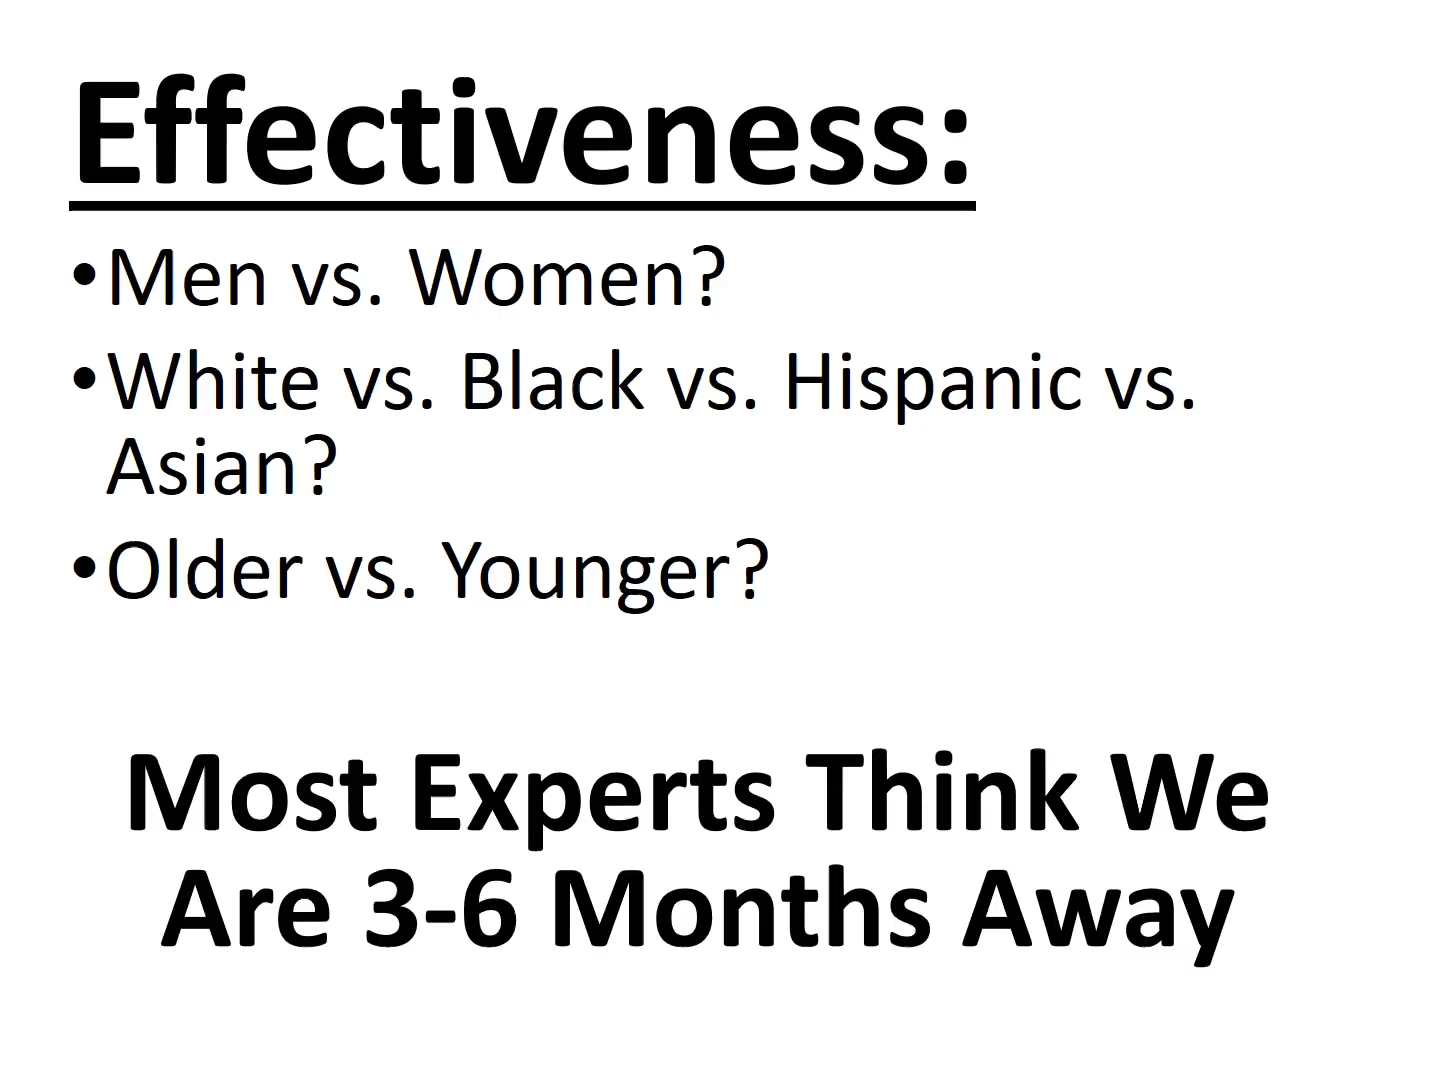 Effectiveness:
•Men vs. Women?
•White vs. Black vs. Hispanic vs.
Asian?
•Older vs. Younger?
Most Experts Think We
Are 3-6 Months Away